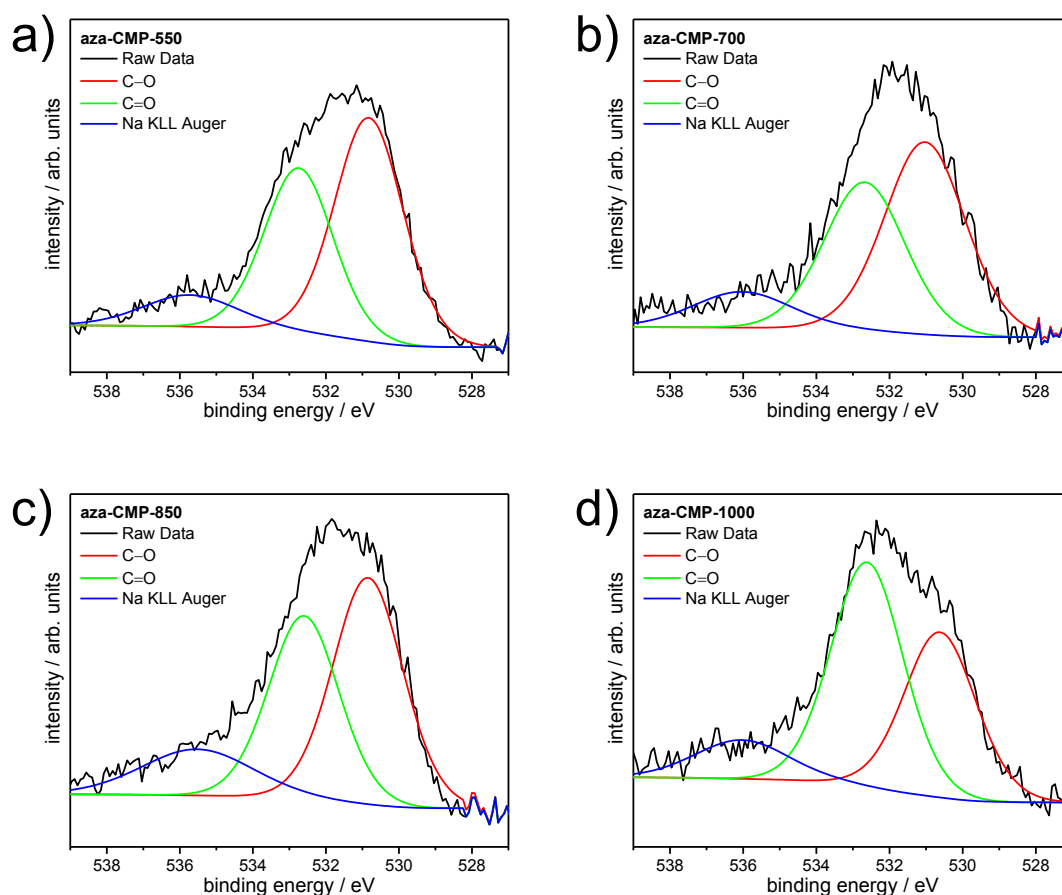 a)
aza-CMP-550
Raw Data
C–O
C=O
Na KLL Auger
intensity / arb. units
538 536 534 532 530 528
binding energy / eV
b)
aza-CMP-700
Raw Data
C–O
C=O
Na KLL Auger
intensity / arb. units
538 536 534 532 530 528
binding energy / eV
c)
aza-CMP-850
Raw Data
C–O
C=O
Na KLL Auger
intensity / arb. units
538 536 534 532 530 528
binding energy / eV
d)
aza-CMP-1000
Raw Data
C–O
C=O
Na KLL Auger
intensity / arb. units
538 536 534 532 530 528
binding energy / eV